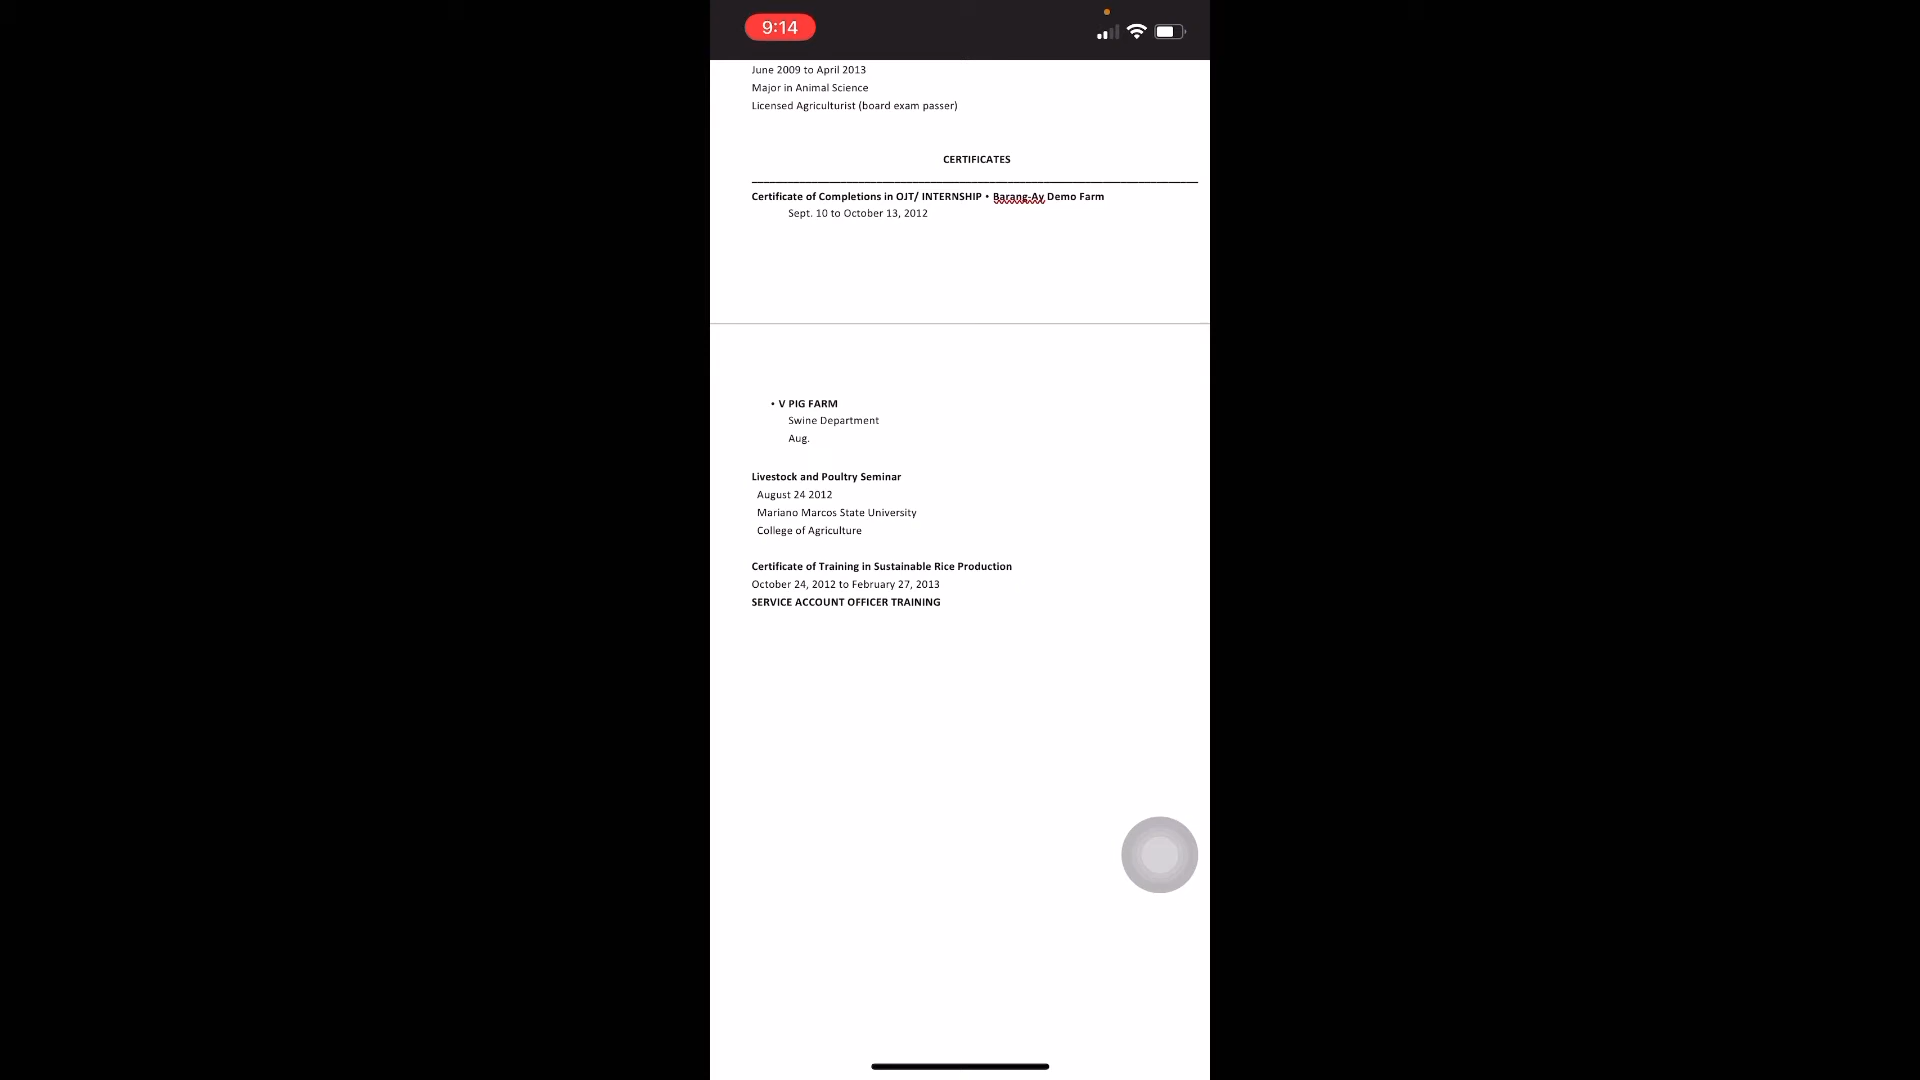 9:14
June 2009 to April 2013
Major in Animal Science
Licensed Agriculturist (board exam passer)
CERTIFICATES
Certificate of Completions in OJT/ INTERNSHIP • Barang-Ay Demo Farm
Sept. 10 to October 13, 2012
• V PIG FARM
Swine Department
Aug.
Livestock and Poultry Seminar
August 24 2012
Mariano Marcos State University
College of Agriculture
Certificate of Training in Sustainable Rice Production
October 24, 2012 to February 27, 2013
SERVICE ACCOUNT OFFICER TRAINING